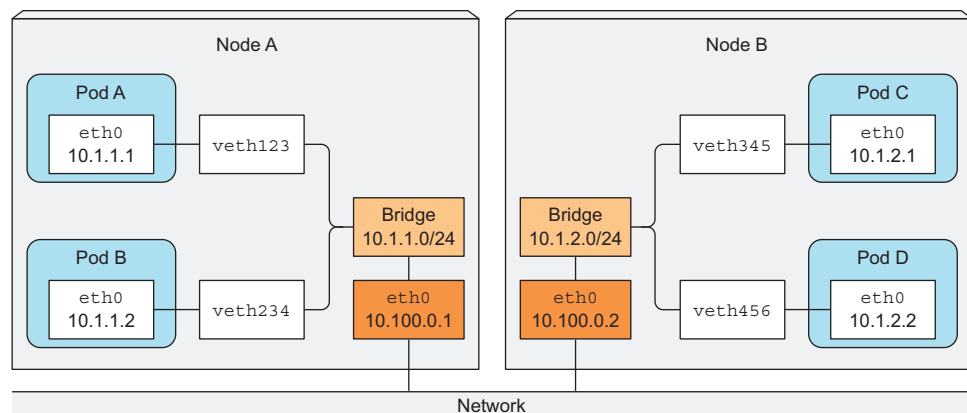 Node A
Pod A
eth0
10.1.1.1
veth123
Bridge
10.1.1.0/24
Pod B
eth0
10.1.1.2
veth234
eth0
10.100.0.1
Node B
Pod C
veth345
eth0
10.1.2.1
Bridge
10.1.2.0/24
Pod D
eth0
10.100.0.2
veth456
eth0
10.1.2.2
Network